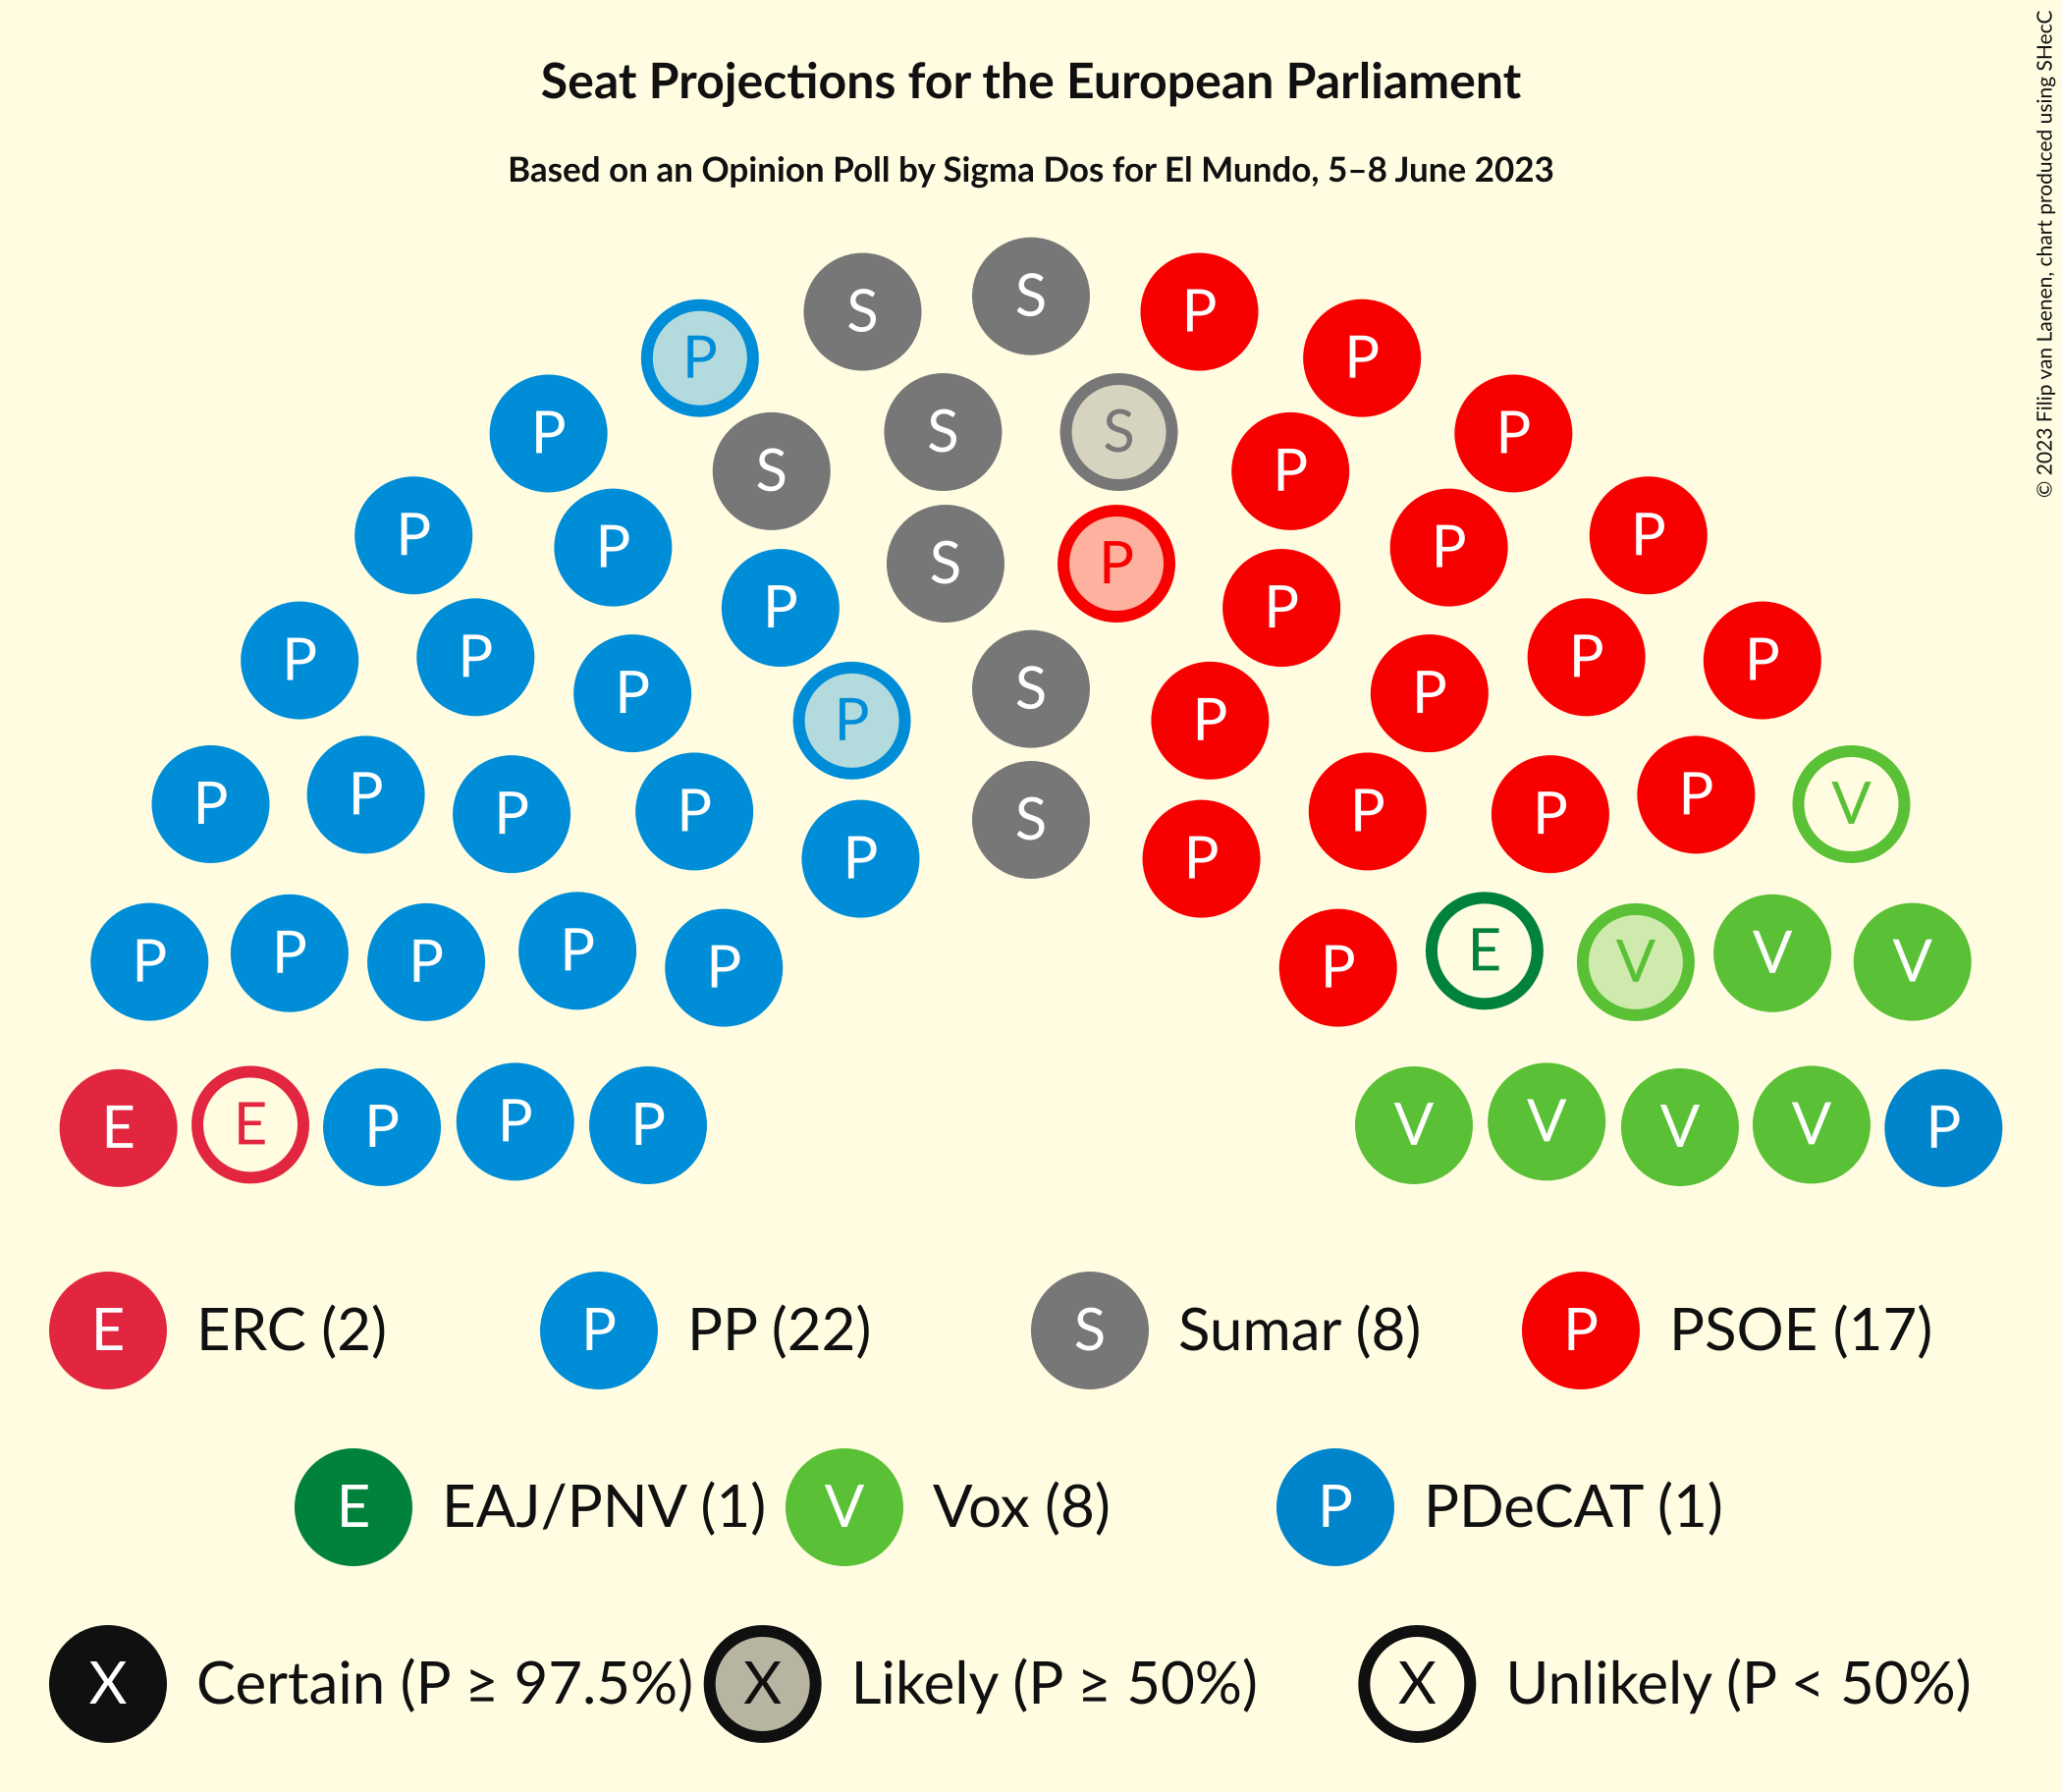 Seat Projections for the European Parliament
Based on an Opinion Poll by Sigma Dos for El Mundo, 5–8 June 2023
© 2023 Filip van Laenen, chart produced using SHecC
S
P S P
P S P
P S S P
P S P
P P P P
P S P
P P P P
P P P P
P S P
P P P P
P P P P V
P S P
P P P P P P E V V V
E E P P P V V V V P
E ERC (2) P PP (22) S Sumar (8) P PSOE (17)
E EAJ/PNV (1) V Vox (8) P PDeCAT (1)
X Certain (P ≥ 97.5%) X Likely (P ≥ 50%) X Unlikely (P < 50%)